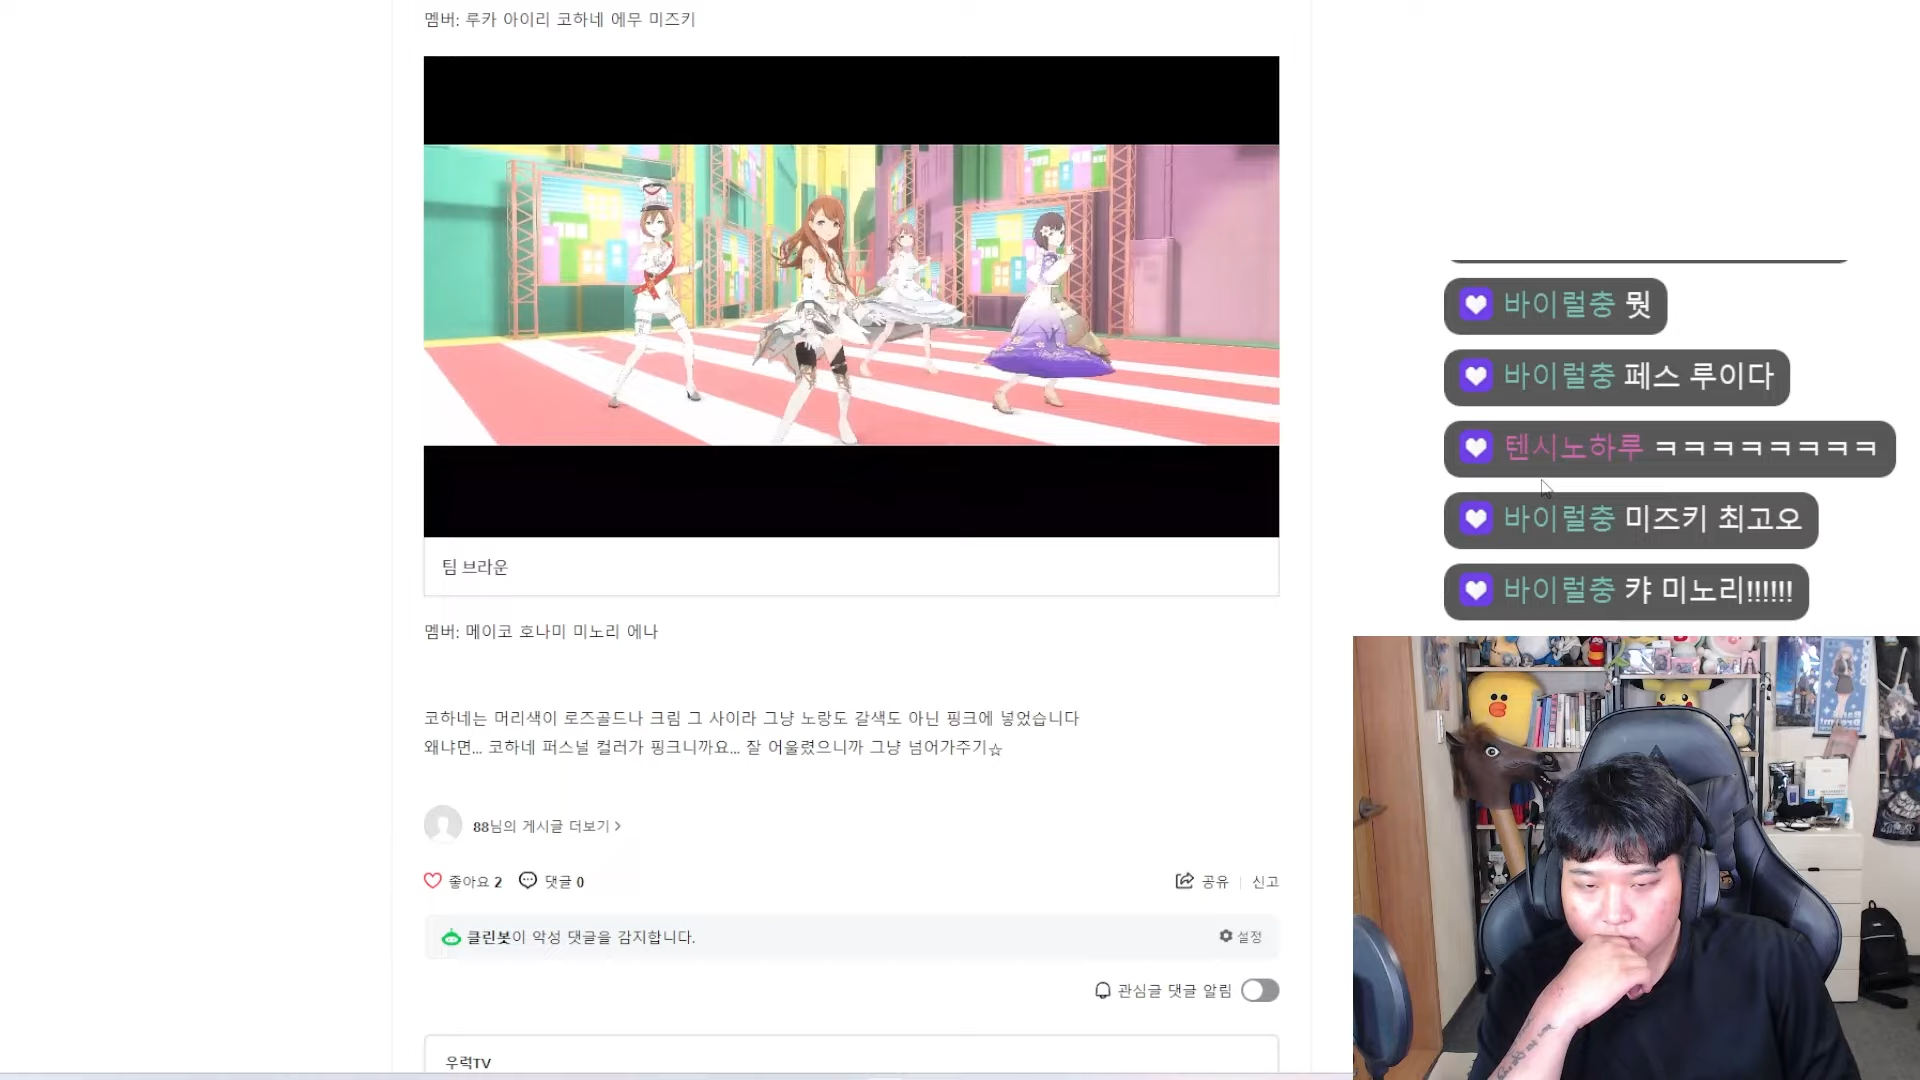 멤버: 루카 아이리 코하네 에무 미즈키
팀 브라운
멤버: 메이코 호나미 미노리 에나
코하네는 머리색이 로즈골드나 크림 그 사이라 그냥 노랑도 갈색도 아닌 핑크에 넣었습니다
왜냐면... 코하네 퍼스널 컬러가 핑크니까요... 잘 어울렸으니까 그냥 넘어가주기☆
88님의 게시글 더보기 >
좋아요 2 댓글 0
공유 | 신고
클린봇이 악성 댓글을 감지합니다.
설정
관심글 댓글 알림
우럭TV
바이럴충 뭣
바이럴충 페스 루이다
텐시노하루 ㅋㅋㅋㅋㅋㅋㅋㅋ
바이럴충 미즈키 최고오
바이럴충 캬 미노리!!!!!!